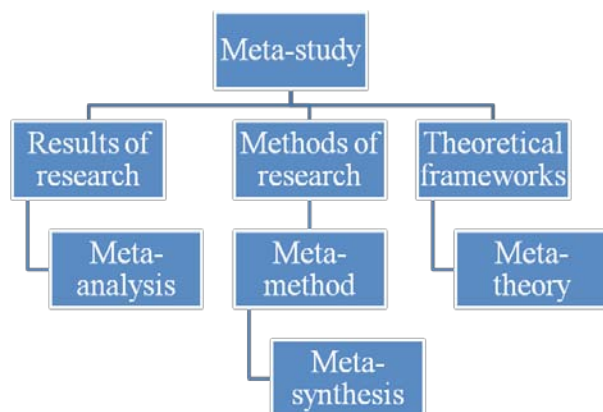 Meta-study
Results of
research
Methods of
research
Theoretical
frameworks
Meta-
analysis
Meta-
method
Meta-
theory
Meta-
synthesis